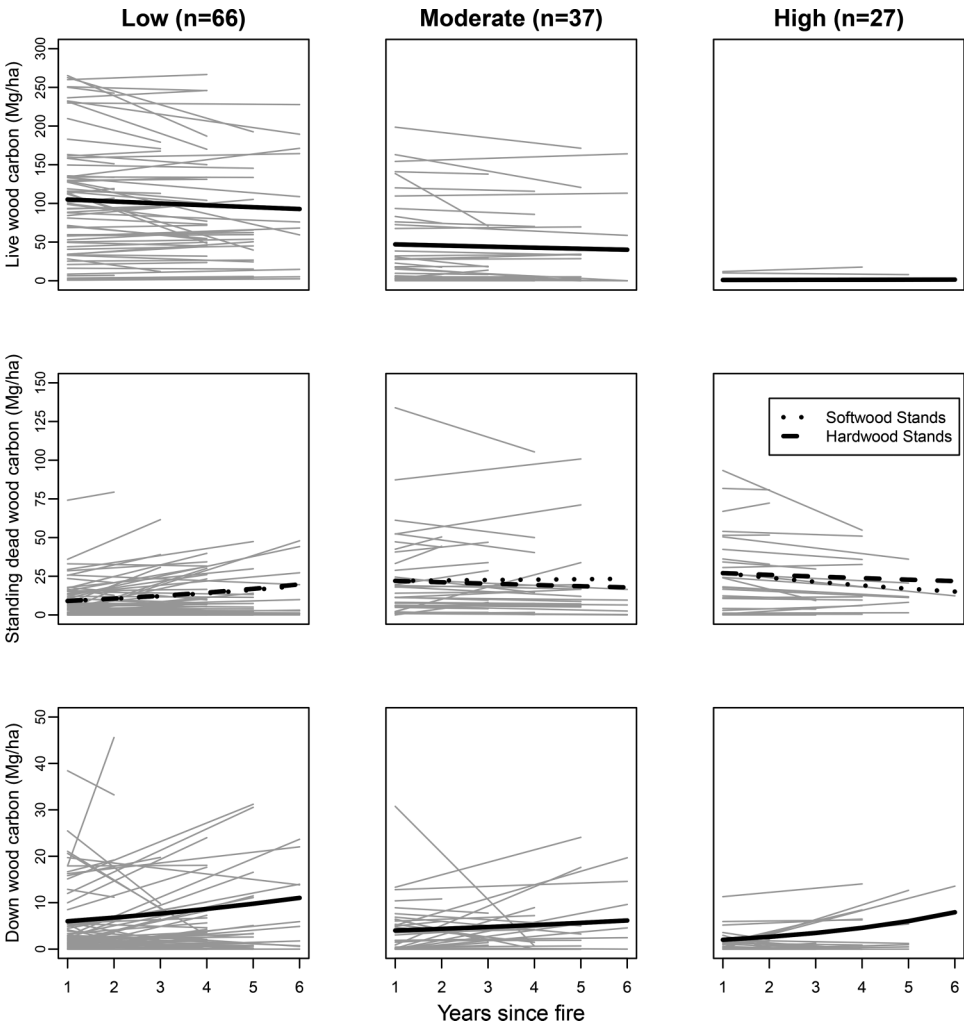 Low (n=66)
Moderate (n=37)
High (n=27)
Live wood carbon (Mg/ha)
300
250
200
150
100
50
0
Standing dead wood carbon (Mg/ha)
150
125
100
75
50
25
0
Softwood Stands
Hardwood Stands
Down wood carbon (Mg/ha)
50
40
30
20
10
0
1 2 3 4 5 6
1 2 3 4 5 6
1 2 3 4 5 6
Years since fire